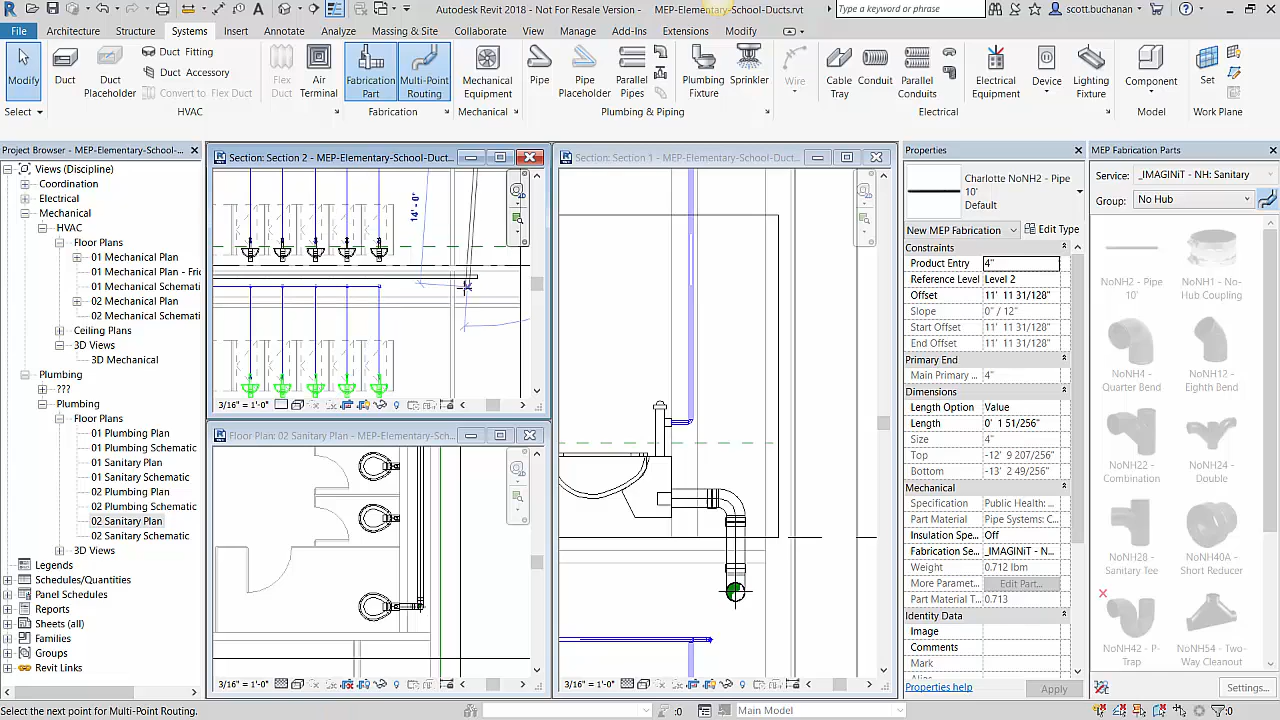 Autodesk Revit 2018 - Not For Resale Version - MEP-Elementary-School-Ducts.rvt
Type a keyword or phrase
scott.buchanan
File Architecture Structure Systems Insert Annotate Analyze Massing & Site Collaborate View Manage Add-Ins Extensions Modify
Modify
Duct
Duct Placeholder
Duct Fitting
Duct Accessory
Convert to Flex Duct
Flex Duct
Air Terminal
Fabrication Part
Multi-Point Routing
Mechanical Equipment
Pipe
Pipe Placeholder
Parallel Pipes
Plumbing Fixture
Sprinkler
Wire
Cable Tray
Conduit
Parallel Conduits
Electrical Equipment
Device
Lighting Fixture
Component
Set
Select HVAC Fabrication Mechanical Plumbing & Piping Electrical Model Work Plane
Project Browser - MEP-Elementary-School-...
Views (Discipline)
Coordination
Electrical
Mechanical
HVAC
Floor Plans
01 Mechanical Plan
01 Mechanical Plan - Fric
01 Mechanical Schemati
02 Mechanical Plan
02 Mechanical Schemati
Ceiling Plans
3D Views
3D Mechanical
Plumbing
???
Plumbing
Floor Plans
01 Plumbing Plan
01 Plumbing Schematic
01 Sanitary Plan
01 Sanitary Schematic
02 Plumbing Plan
02 Plumbing Schematic
02 Sanitary Plan
02 Sanitary Schematic
3D Views
Legends
Schedules/Quantities
Panel Schedules
Reports
Sheets (all)
Families
Groups
Revit Links
Section: Section 2 - MEP-Elementary-School-Duct...
14' - 0"
3/16" = 1'-0"
Floor Plan: 02 Sanitary Plan - MEP-Elementary-Sch...
3/16" = 1'-0"
Section: Section 1 - MEP-Elementary-School-Duct...
3/16" = 1'-0"
Properties
Charlotte NoNH2 - Pipe
10'
Default
New MEP Fabrication Edit Type
Constraints
Product Entry 4"
Reference Level Level 2
Offset 11' 11 31/128"
Slope 0" / 12"
Start Offset 11' 11 31/128"
End Offset 11' 11 31/128"
Primary End
Main Primary ... 4"
Dimensions
Length Option Value
Length 0' 1 51/256"
Size 4"
Top -12' 9 207/256"
Bottom -13' 2 49/256"
Mechanical
Specification Public Health: ...
Part Material Pipe Systems: C...
Insulation Spe... Off
Fabrication Se... _IMAGINiT - N...
Weight 0.712 lbm
More Paramet... Edit Part...
Part Material T... 0.713
Identity Data
Image
Comments
Mark
Properties help Apply
MEP Fabrication Parts
Service: _IMAGINiT - NH: Sanitary
Group: No Hub
NoNH2 - Pipe 10'
NoNH1 - No-Hub Coupling
NoNH4 - Quarter Bend
NoNH12 - Eighth Bend
NoNH22 - Combination
NoNH24 - Double
NoNH28 - Sanitary Tee
NoNH40A - Short Reducer
NoNH42 - P-Trap
NoNH54 - Two-Way Cleanout
Settings...
Select the next point for Multi-Point Routing.
:0
Main Model
:0